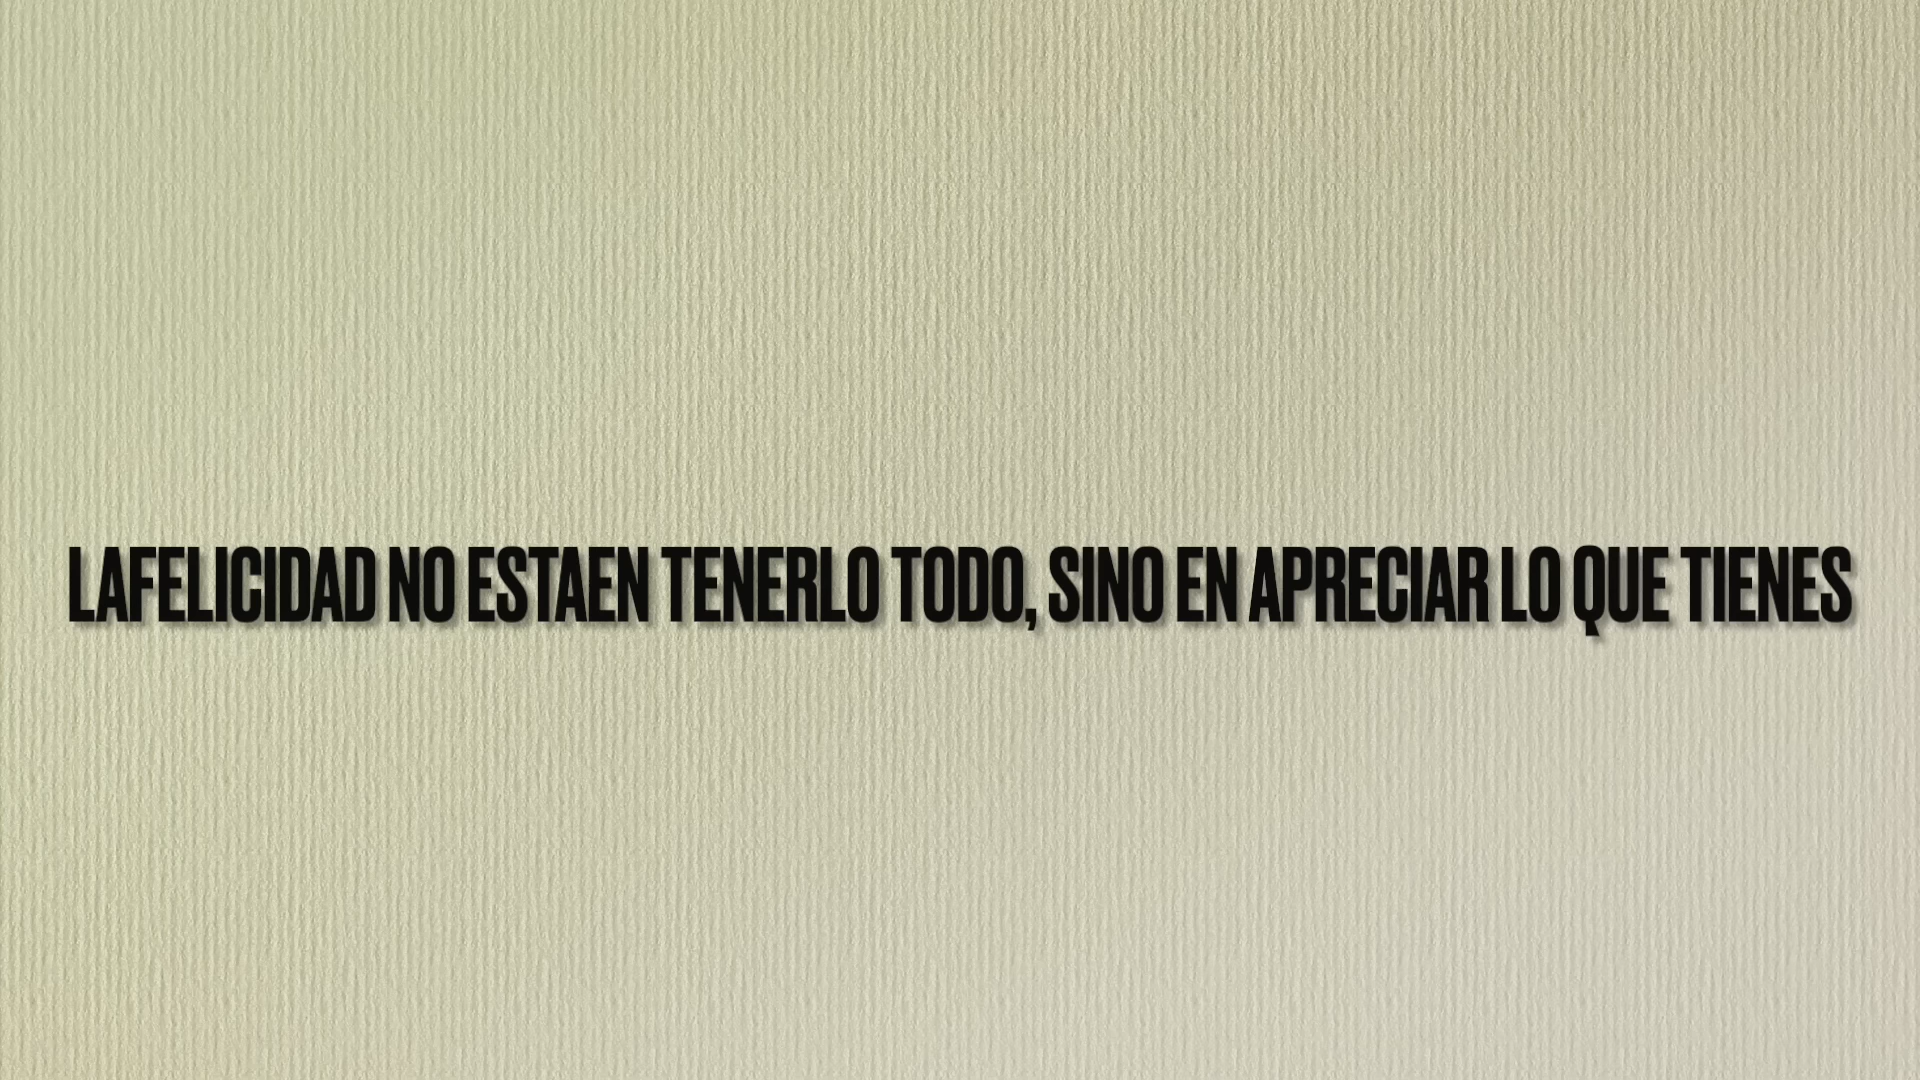 LAFELICIDAD NO ESTAEN TENERLO TODO, SINO EN APRECIAR LO QUE TIENES